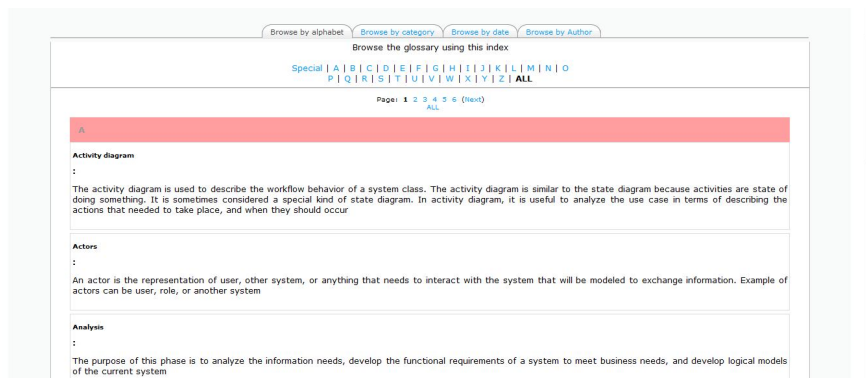 Browse by alphabet Browse by category Browse by date Browse by Author
Browse the glossary using this index
Special | A | B | C | D | E | F | G | H | I | J | K | L | M | N | O
P | Q | R | S | T | U | V | W | X | Y | Z | ALL
Page: 1 2 3 4 5 6 (Next)
ALL
A
Activity diagram
:
The activity diagram is used to describe the workflow behavior of a system class. The activity diagram is similar to the state diagram because activities are state of
doing something. It is sometimes considered a special kind of state diagram. In activity diagram, it is useful to analyze the use case in terms of describing the
actions that needed to take place, and when they should occur
Actors
:
An actor is the representation of user, other system, or anything that needs to interact with the system that will be modeled to exchange information. Example of
actors can be user, role, or another system
Analysis
:
The purpose of this phase is to analyze the information needs, develop the functional requirements of a system to meet business needs, and develop logical models
of the current system